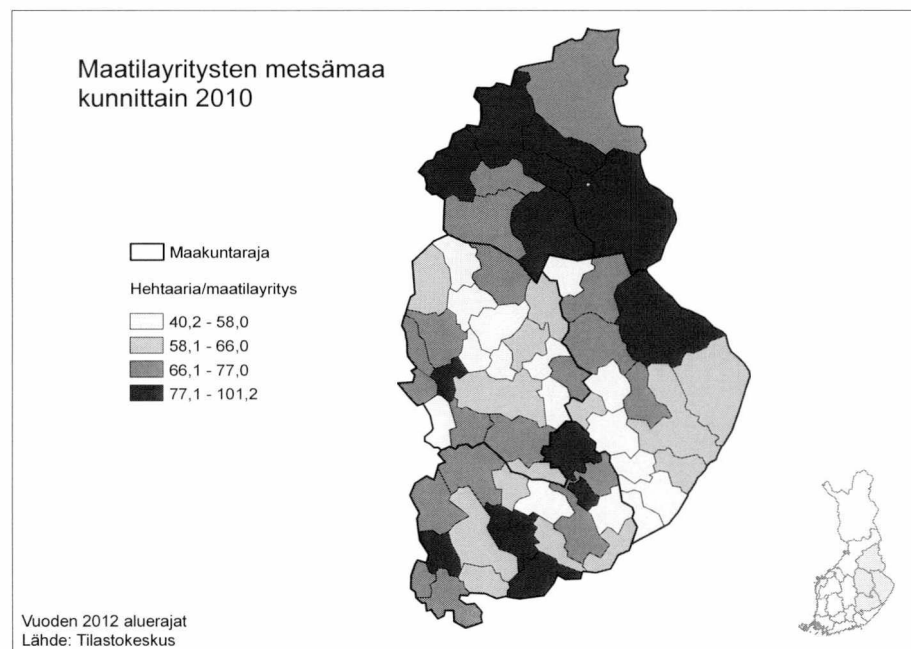 Maatilayritysten metsämaa
kunnittain 2010
Maakuntaraja
Hehtaaria/maatilayritys
40,2 - 58,0
58,1 - 66,0
66,1 - 77,0
77,1 - 101,2
Vuoden 2012 aluerajat
Lähde: Tilastokeskus